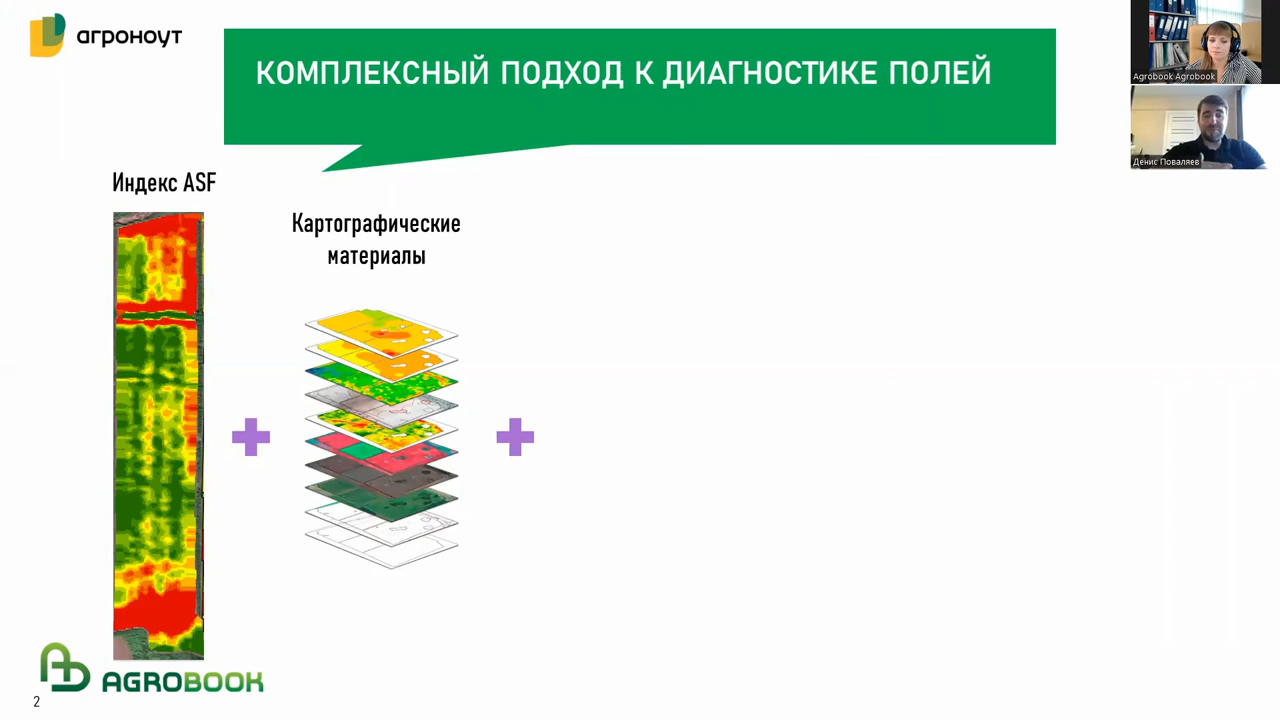 агроноут
КОМПЛЕКСНЫЙ ПОДХОД К ДИАГНОСТИКЕ ПОЛЕЙ
Agrobook Agrobook
Денис Поваляев
Индекс ASF
Картографические
материалы
AGROBOOK
2